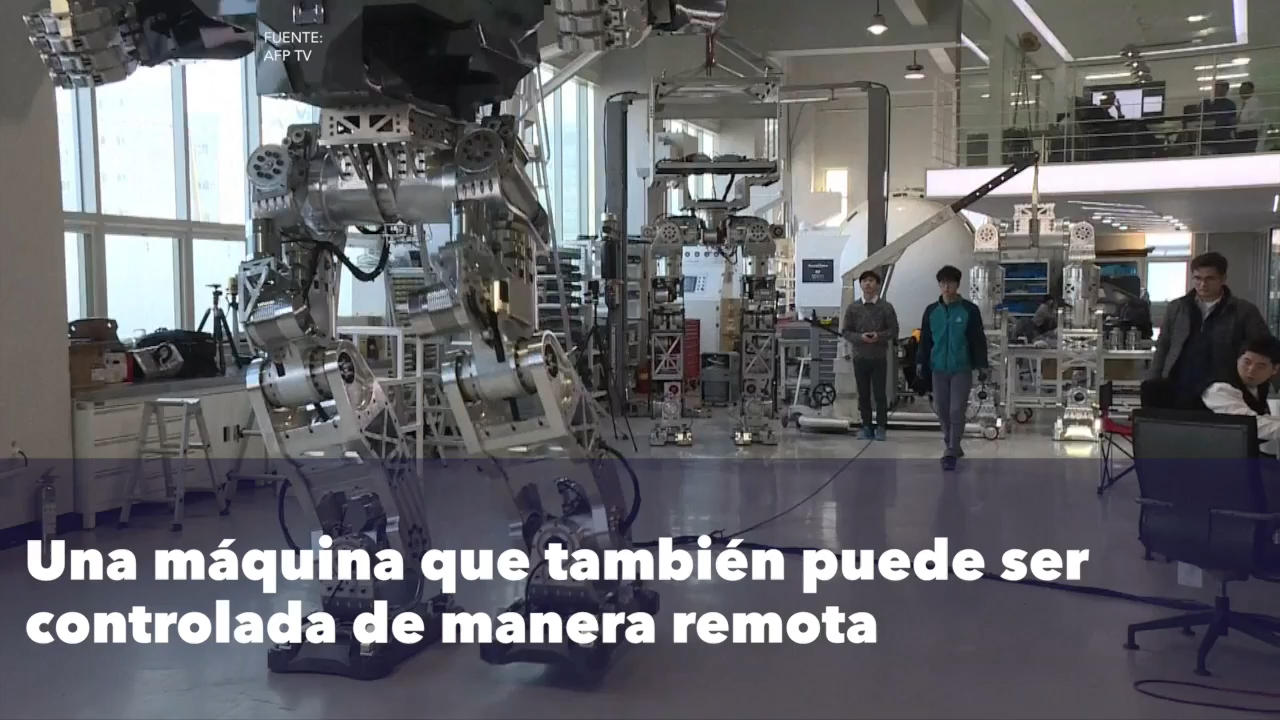 FUENTE:
AFP TV
Una máquina que también puede ser
controlada de manera remota